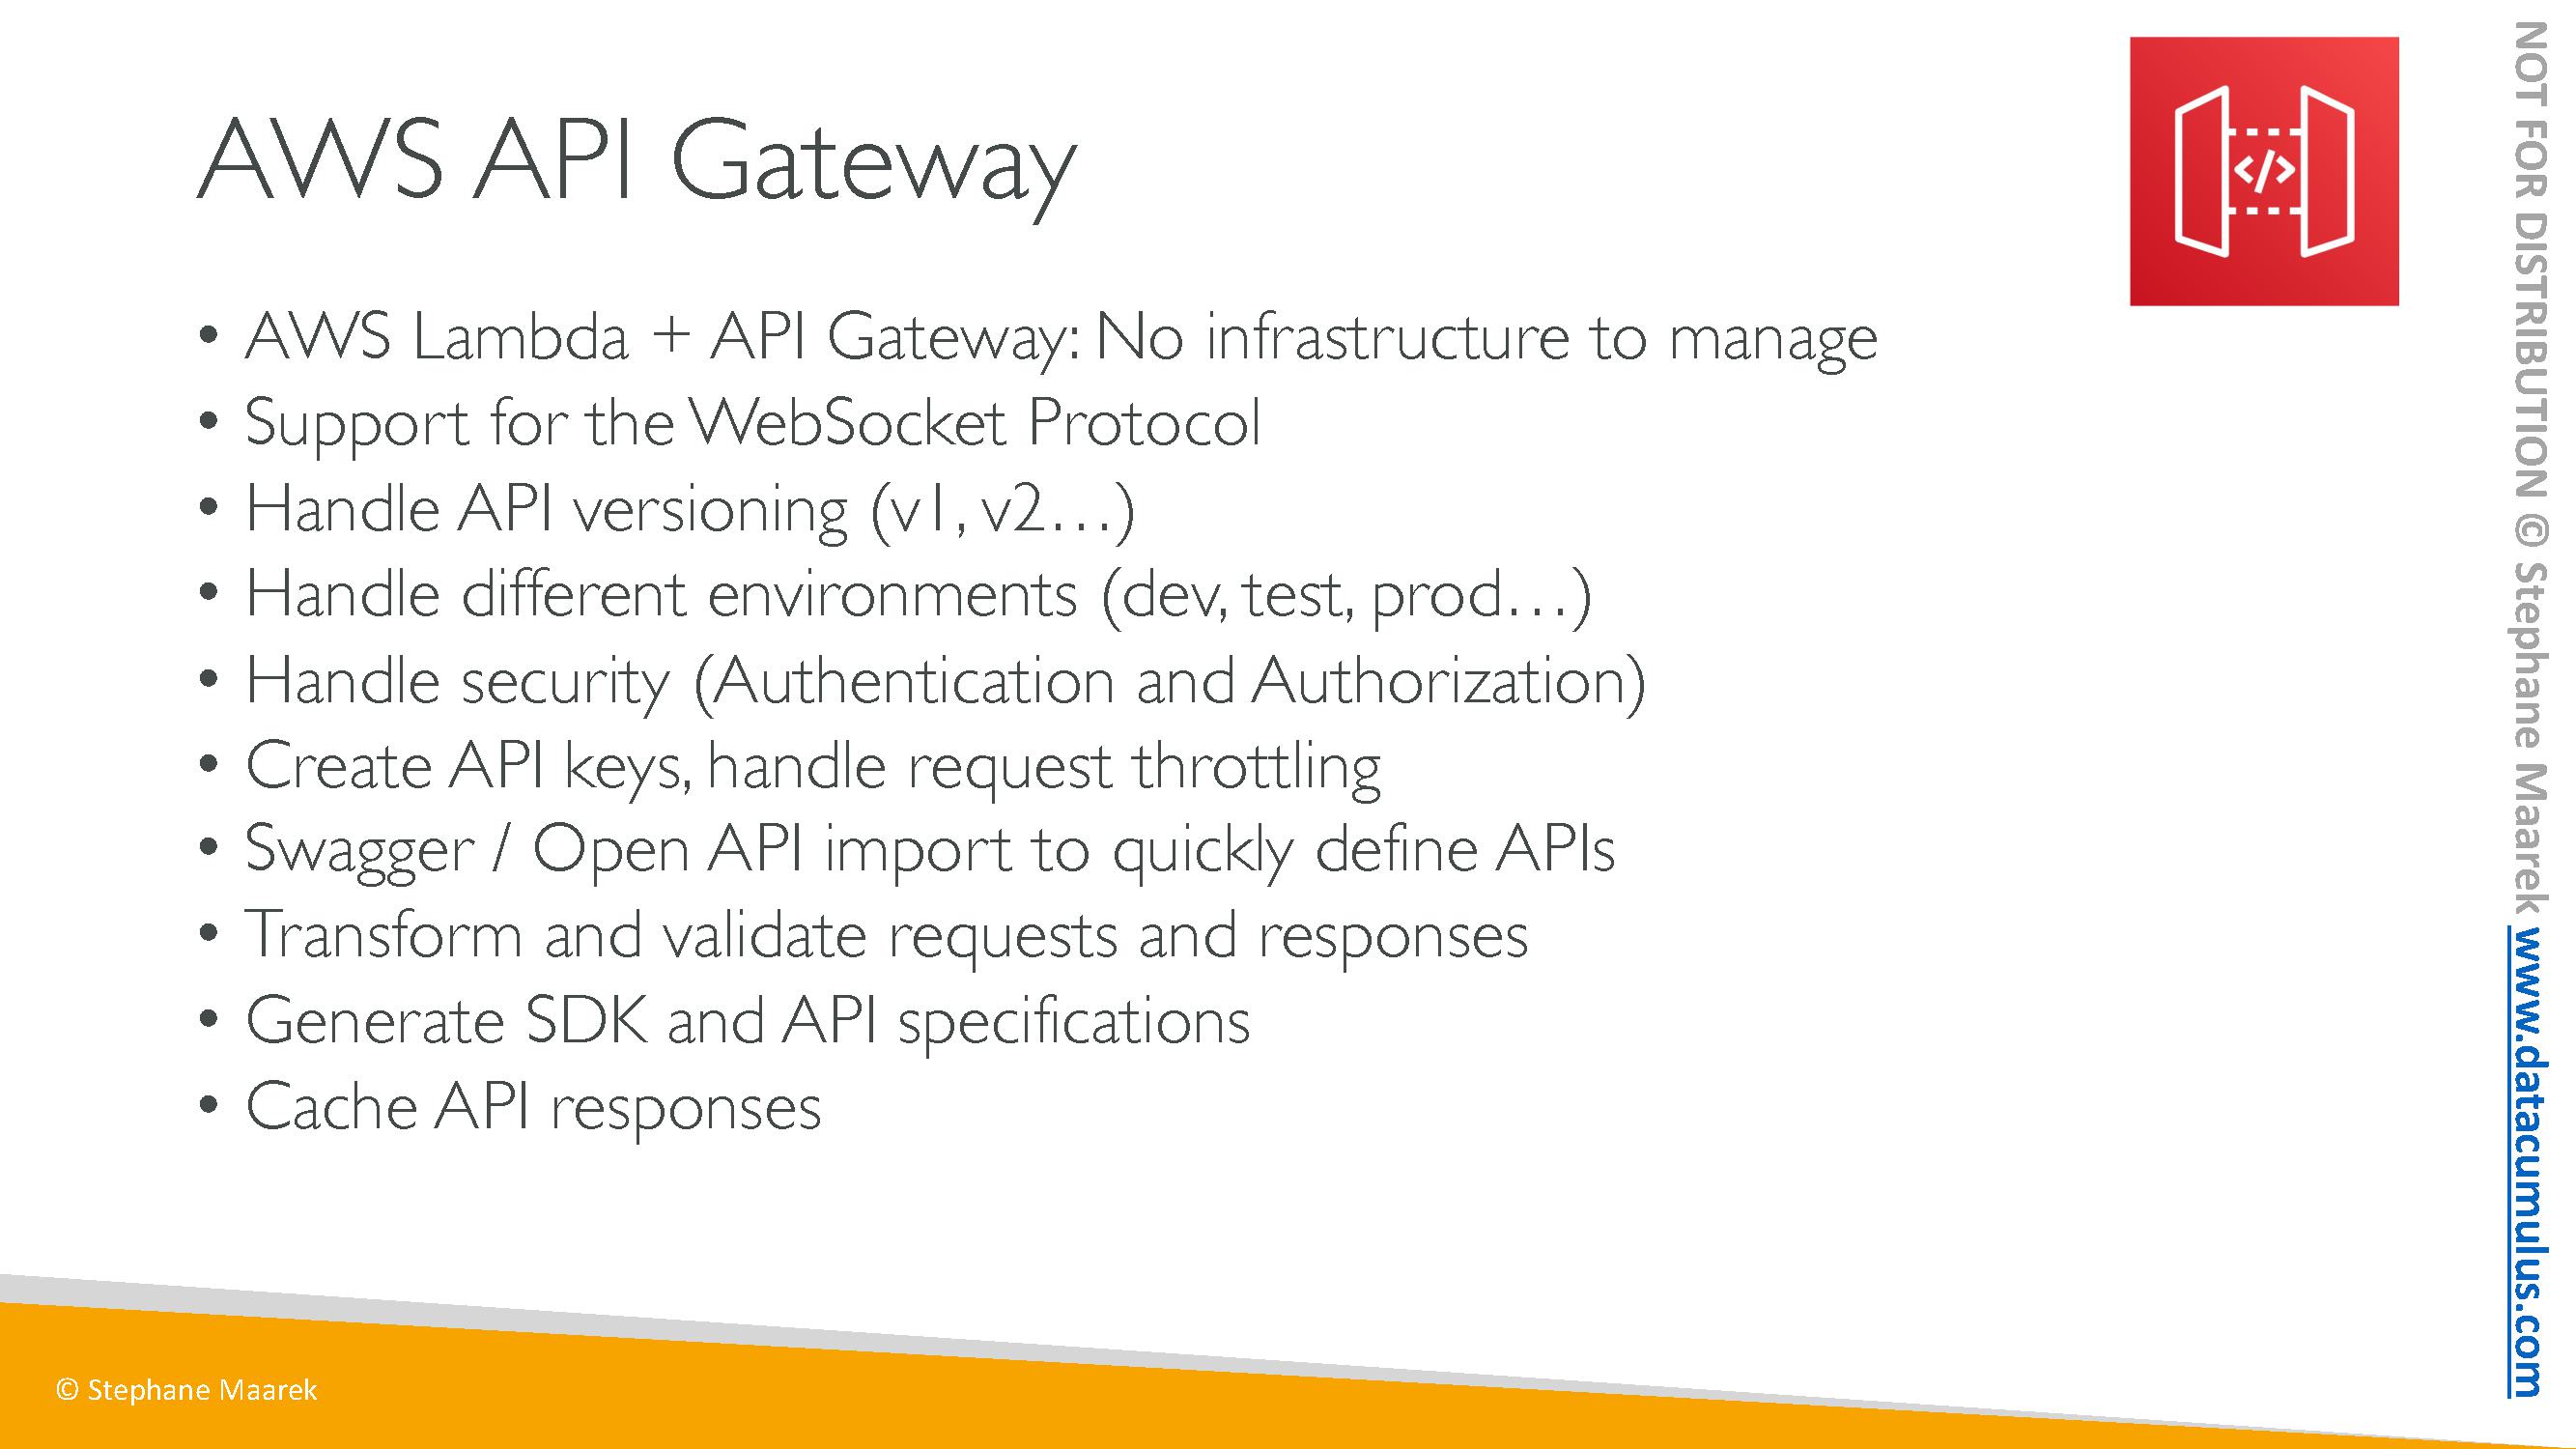 AWS API Gateway
• AWS Lambda + API Gateway: No infrastructure to manage
• Support for the WebSocket Protocol
• Handle API versioning (v1, v2…)
• Handle different environments (dev, test, prod…)
• Handle security (Authentication and Authorization)
• Create API keys, handle request throttling
• Swagger / Open API import to quickly define APIs
• Transform and validate requests and responses
• Generate SDK and API specifications
• Cache API responses
© Stephane Maarek
NOT FOR DISTRIBUTION © Stephane Maarek www.datacumulus.com